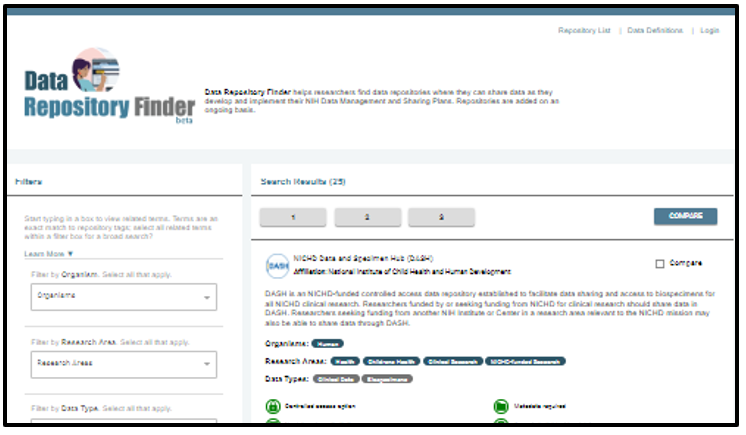 Repository List | Data Definitions | Login
Data
Repository Finder
beta
Data Repository Finder helps researchers find data repositories where they can share data as they
develop and implement their NIH Data Management and Sharing Plans. Repositories are added on an
ongoing basis.
Filters
Start typing in a box to view related terms. Terms are an
exact match to repository tags; select all related terms
within a filter box for a broad search?
Learn More ▼
Filter by Organism. Select all that apply.
Organisms
Filter by Research Area. Select all that apply.
Research Areas
Filter by Data Type. Select all that apply.
Search Results (25)
1 2 3
COMPARE
DASH
NICHD Data and Specimen Hub (DASH)
Affiliation: National Institute of Child Health and Human Development
Compare
DASH is an NICHD-funded controlled access data repository established to facilitate data sharing and access to biospecimens for
all NICHD clinical research. Researchers funded by or seeking funding from NICHD for clinical research should share data in
DASH. Researchers seeking funding from another NIH Institute or Center in a research area relevant to the NICHD mission may
also be able to share data through DASH.
Organisms: Human
Research Areas: Health Childrens Health Clinical Research NICHD-funded Research
Data Types: Clinical Data Biospecimens
Controlled access option
Metadata required